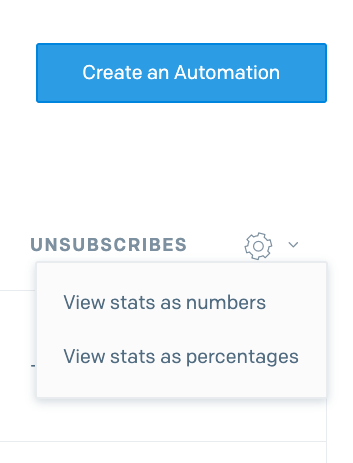 Create an Automation
UNSUBSCRIBES
View stats as numbers
View stats as percentages
-